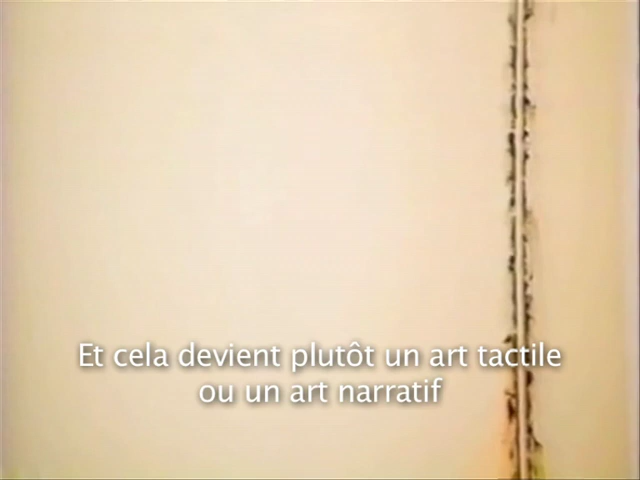 Et cela devient plutôt un art tactile
ou un art narratif